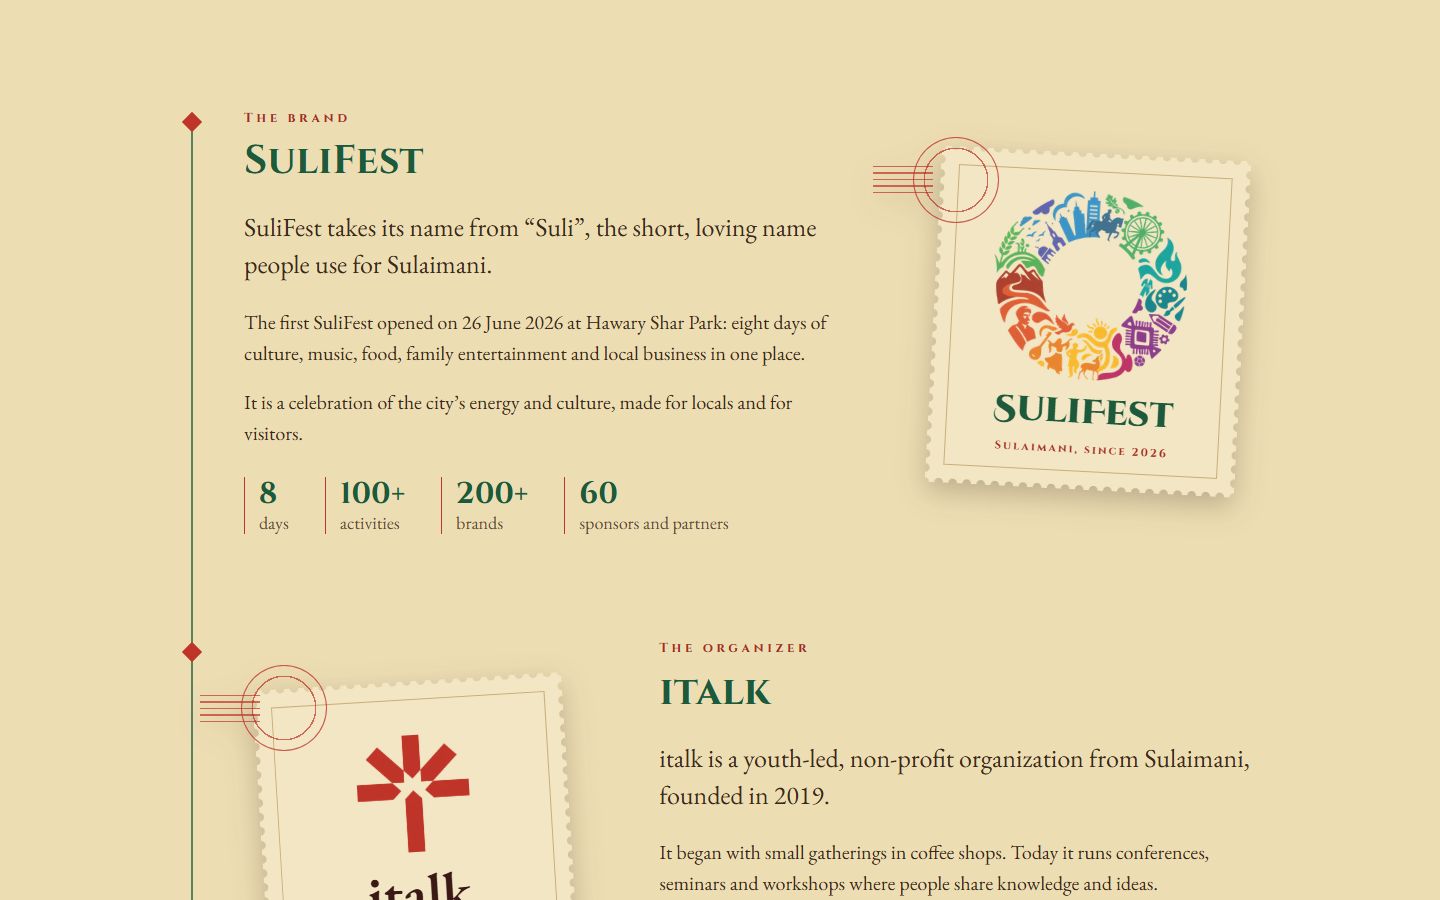 The brand
SuliFest
SuliFest takes its name from “Suli”, the short, loving name
people use for Sulaimani.
The first SuliFest opened on 26 June 2026 at Hawary Shar Park: eight days of
culture, music, food, family entertainment and local business in one place.
It is a celebration of the city’s energy and culture, made for locals and for
visitors.
8
days
100+
activities
200+
brands
60
sponsors and partners
SULIFEST
Sulaimani, since 2026
The organizer
italk
italk is a youth-led, non-profit organization from Sulaimani,
founded in 2019.
It began with small gatherings in coffee shops. Today it runs conferences,
seminars and workshops where people share knowledge and ideas.
italk